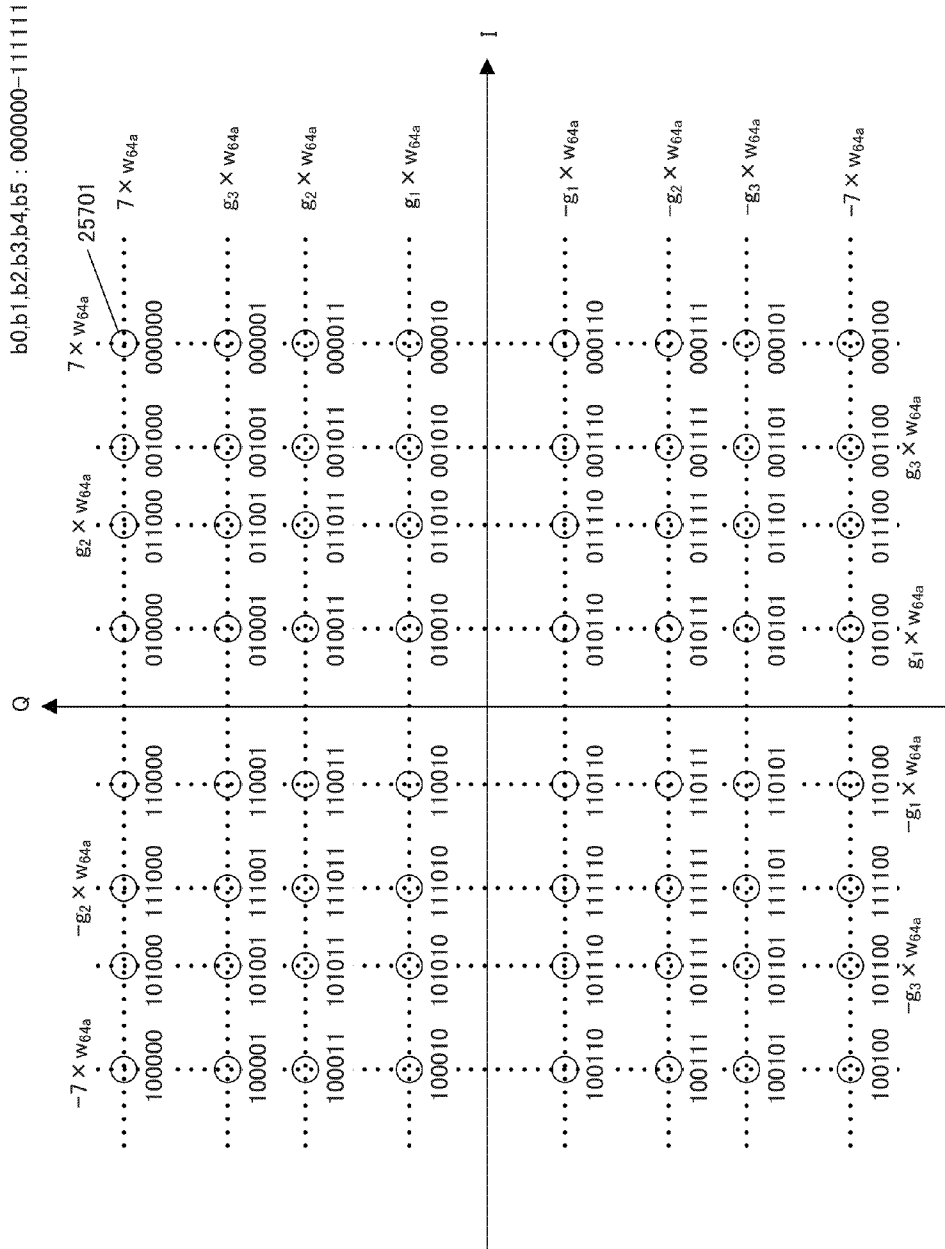 b0,b1,b2,b3,b4,b5 : 000000-111111
Q
25701
−7×w64a −g2×w64a g2×w64a 7×w64a
7×w64a
100000 101000 111000 110000 010000 011000 001000 000000
g3×w64a
100001 101001 111001 110001 010001 011001 001001 000001
g2×w64a
100011 101011 111011 110011 010011 011011 001011 000011
g1×w64a
100010 101010 111010 110010 010010 011010 001010 000010
I
−g1×w64a
100110 101110 111110 110110 010110 011110 001110 000110
−g2×w64a
100111 101111 111111 110111 010111 011111 001111 000111
−g3×w64a
100101 101101 111101 110101 010101 011101 001101 000101
−7×w64a
100100 101100 111100 110100 010100 011100 001100 000100
−g3×w64a −g1×w64a g1×w64a g3×w64a